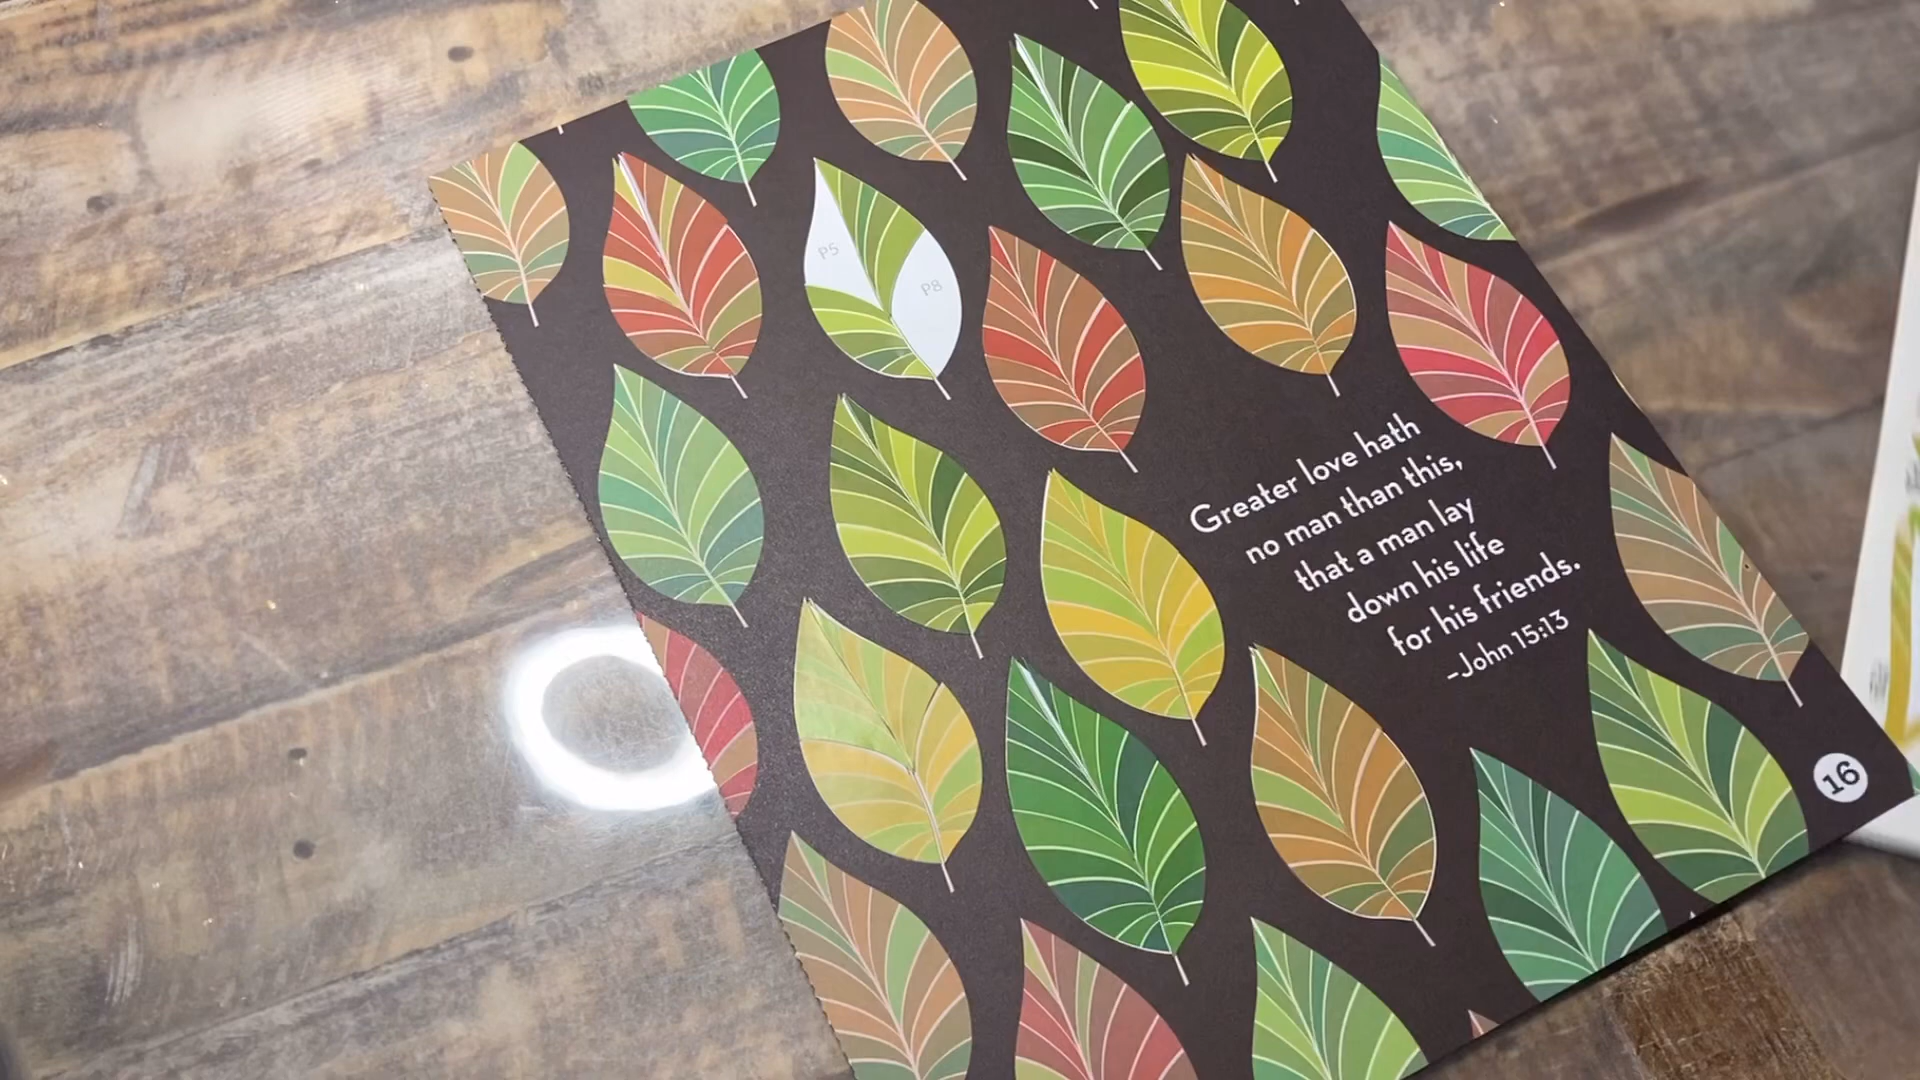 P5
P8
Greater love hath
no man than this,
that a man lay
down his life
for his friends.
-John 15:13
16